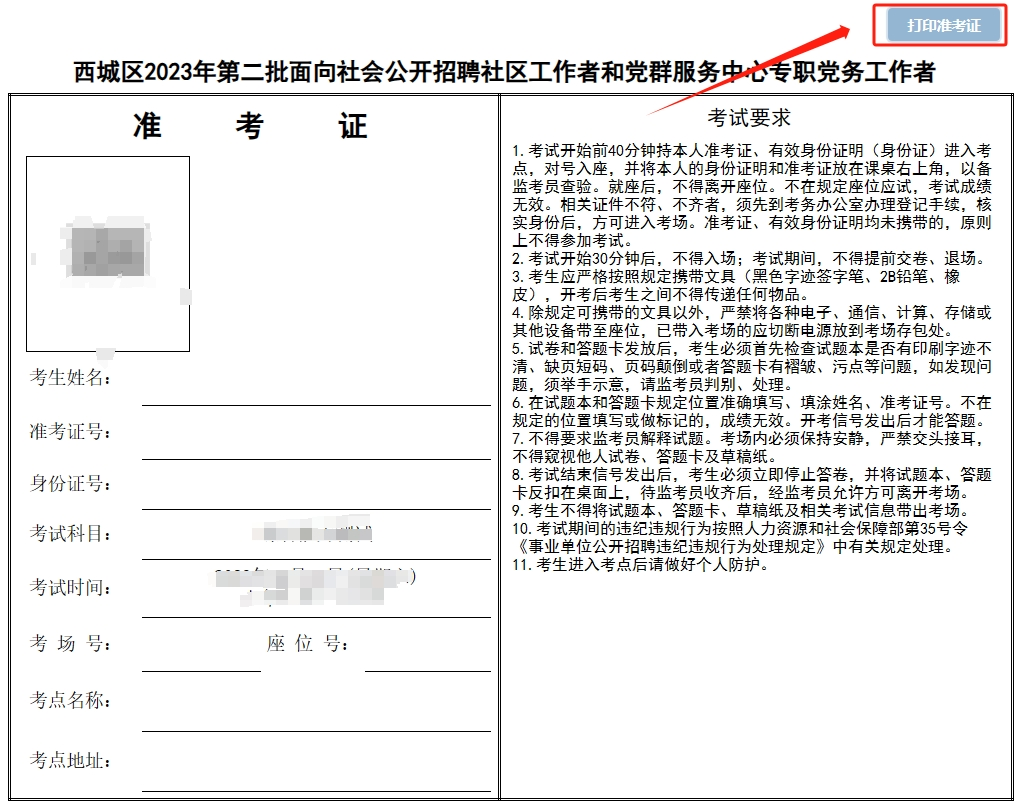 打印准考证
西城区2023年第二批面向社会公开招聘社区工作者和党群服务中心专职党务工作者
准 考 证
考生姓名：
准考证号：
身份证号：
考试科目：
考试时间：
考 场 号：
座 位 号：
考点名称：
考点地址：
考试要求
1.考试开始前40分钟持本人准考证、有效身份证明（身份证）进入考
点，对号入座，并将本人的身份证明和准考证放在课桌右上角，以备
监考员查验。就座后，不得离开座位。不在规定座位应试，考试成绩
无效。相关证件不符、不齐者，须先到考务办公室办理登记手续，核
实身份后，方可进入考场。准考证、有效身份证明均未携带的，原则
上不得参加考试。
2.考试开始30分钟后，不得入场；考试期间，不得提前交卷、退场。
3.考生应严格按照规定携带文具（黑色字迹签字笔、2B铅笔、橡
皮），开考后考生之间不得传递任何物品。
4.除规定可携带的文具以外，严禁将各种电子、通信、计算、存储或
其他设备带至座位，已带入考场的应切断电源放到考场存包处。
5.试卷和答题卡发放后，考生必须首先检查试题本是否有印刷字迹不
清、缺页短码、页码颠倒或者答题卡有褶皱、污点等问题，如发现问
题，须举手示意，请监考员判别、处理。
6.在试题本和答题卡规定位置准确填写、填涂姓名、准考证号。不在
规定的位置填写或做标记的，成绩无效。开考信号发出后才能答题。
7.不得要求监考员解释试题。考场内必须保持安静，严禁交头接耳，
不得窥视他人试卷、答题卡及草稿纸。
8.考试结束信号发出后，考生必须立即停止答卷，并将试题本、答题
卡反扣在桌面上，待监考员收齐后，经监考员允许方可离开考场。
9.考生不得将试题本、答题卡、草稿纸及相关考试信息带出考场。
10.考试期间的违纪违规行为按照人力资源和社会保障部第35号令
《事业单位公开招聘违纪违规行为处理规定》中有关规定处理。
11.考生进入考点后请做好个人防护。